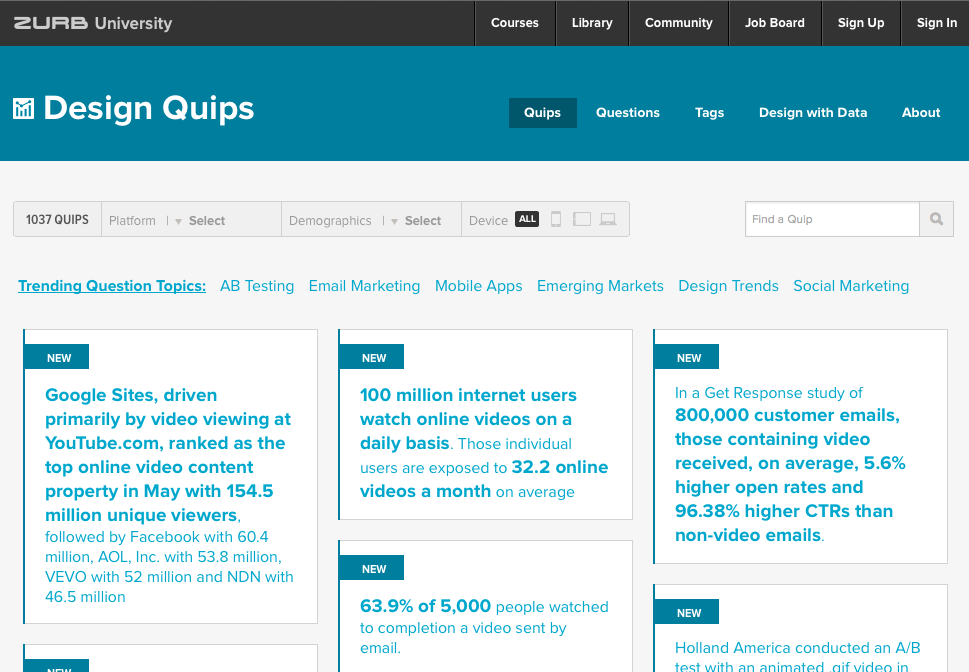 ZURB University
Courses
Library
Community
Job Board
Sign Up
Sign In
Design Quips
Quips
Questions
Tags
Design with Data
About
1037 QUIPS
Platform
Select
Demographics
Select
Device
ALL
Find a Quip
Trending Question Topics:
AB Testing
Email Marketing
Mobile Apps
Emerging Markets
Design Trends
Social Marketing
NEW
Google Sites, driven
primarily by video viewing at
YouTube.com, ranked as the
top online video content
property in May with 154.5
million unique viewers,
followed by Facebook with 60.4
million, AOL, Inc. with 53.8 million,
VEVO with 52 million and NDN with
46.5 million
NEW
NEW
100 million internet users
watch online videos on a
daily basis. Those individual
users are exposed to 32.2 online
videos a month on average
NEW
63.9% of 5,000 people watched
to completion a video sent by
email.
NEW
In a Get Response study of
800,000 customer emails,
those containing video
received, on average, 5.6%
higher open rates and
96.38% higher CTRs than
non-video emails.
NEW
Holland America conducted an A/B
test with an animated .gif video in